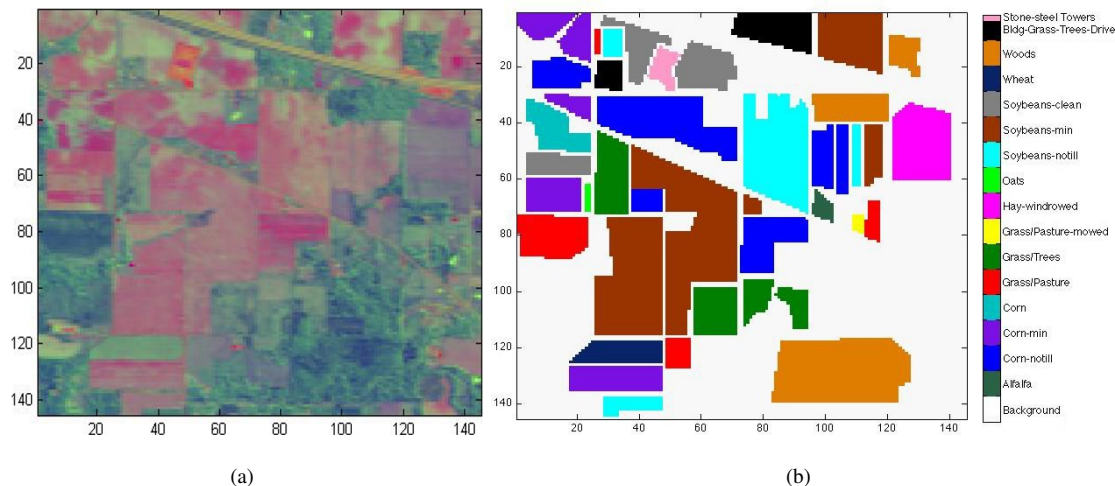 20
40
60
80
100
120
140
20 40 60 80 100 120 140
(a)
20
40
60
80
100
120
140
20 40 60 80 100 120 140
(b)
Stone-steel Towers
Bldg-Grass-Trees-Drive
Woods
Wheat
Soybeans-clean
Soybeans-min
Soybeans-notill
Oats
Hay-windrowed
Grass/Pasture-mowed
Grass/Trees
Grass/Pasture
Corn
Corn-min
Corn-notill
Alfalfa
Background